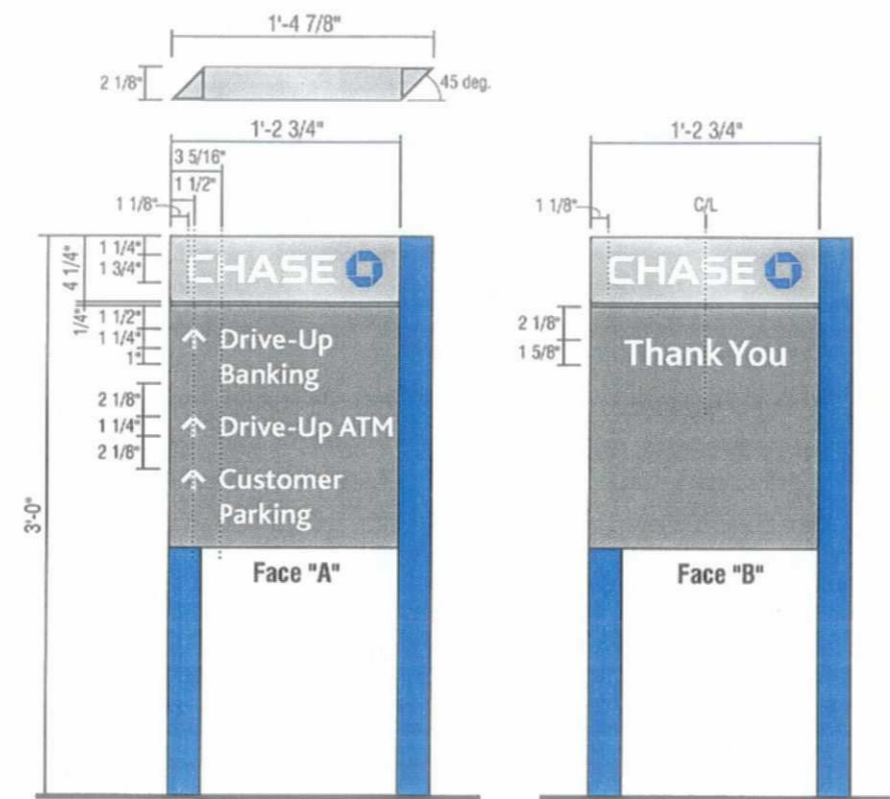 1'-4 7/8"
2 1/8"
45 deg.
1'-2 3/4"
3 5/16"
1 1/2"
1 1/8"
3'-0"
4 1/4"
1/4"
1 1/4"
1 3/4"
1 1/2"
1 1/4"
1"
2 1/8"
1 1/4"
2 1/8"
CHASE
Drive-Up
Banking
Drive-Up ATM
Customer
Parking
Face "A"
1'-2 3/4"
1 1/8"
C/L
2 1/8"
1 5/8"
CHASE
Thank You
Face "B"